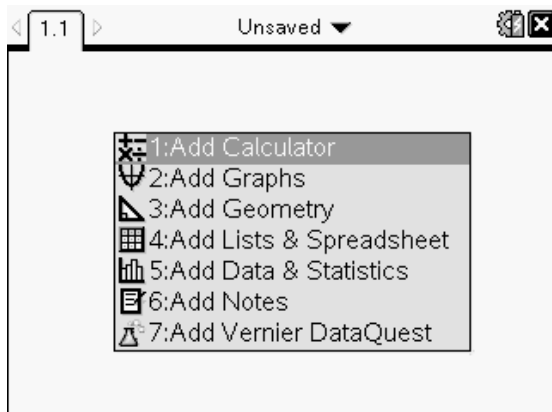 1.1 Unsaved
1:Add Calculator
2:Add Graphs
3:Add Geometry
4:Add Lists & Spreadsheet
5:Add Data & Statistics
6:Add Notes
7:Add Vernier DataQuest